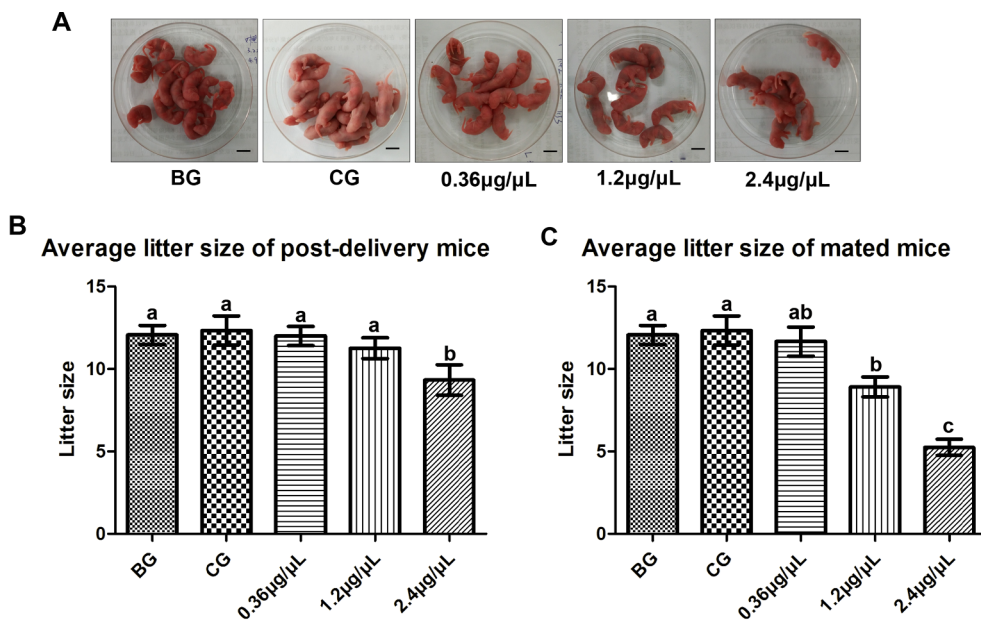 A
BG
CG
0.36µg/µL
1.2µg/µL
2.4µg/µL
B
Average litter size of post-delivery mice
Litter size
15
10
5
0
a
a
a
a
b
BG
CG
0.36µg/µL
1.2µg/µL
2.4µg/µL
C
Average litter size of mated mice
Litter size
15
10
5
0
a
a
ab
b
c
BG
CG
0.36µg/µL
1.2µg/µL
2.4µg/µL